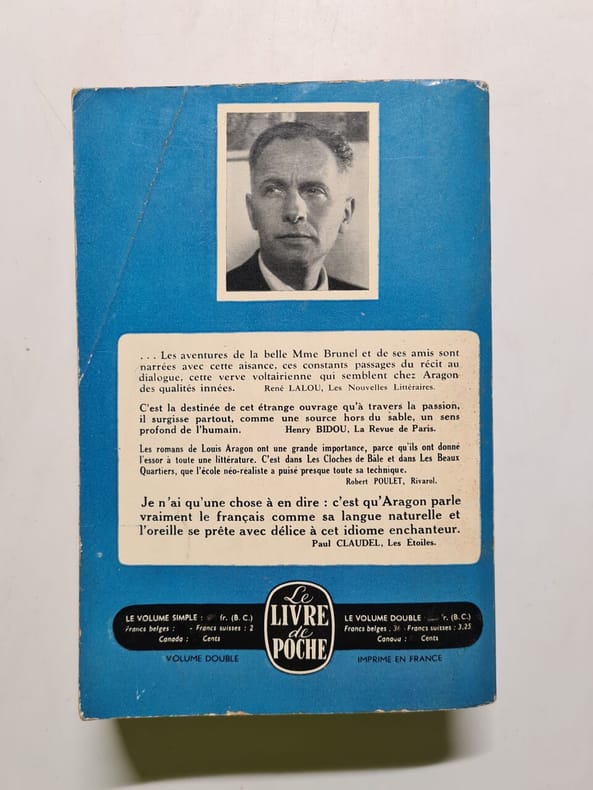 ... Les aventures de la belle Mme Brunel et de ses amis sont
narrées avec cette aisance, ces constants passages du récit au
dialogue, cette verve voltairienne qui semblent chez Aragon
des qualités innées. René LALOU, Les Nouvelles Littéraires.
C'est la destinée de cet étrange ouvrage qu'à travers la passion,
il surgisse partout, comme une source hors du sable, un sens
profond de l'humain. Henry BIDOU, La Revue de Paris.
Les romans de Louis Aragon ont une grande importance, parce qu'ils ont donné
l'essor à toute une littérature. C'est dans Les Cloches de Bâle et dans Les Beaux
Quartiers, que l'école néo-réaliste a puisé presque toute sa technique.
Robert POULET, Rivarol.
Je n'ai qu'une chose à en dire : c'est qu'Aragon parle
vraiment le français comme sa langue naturelle et
l'oreille se prête avec délice à cet idiome enchanteur.
Paul CLAUDEL, Les Étoiles.
LE VOLUME SIMPLE : fr. (B. C.)
Francs belges : - Francs suisses : 2
Canada : Cents
VOLUME DOUBLE
Le
LIVRE
de
POCHE
LE VOLUME DOUBLE fr. (B. C.)
Francs belges : - Francs suisses : 3,25
Canada : Cents
IMPRIME EN FRANCE